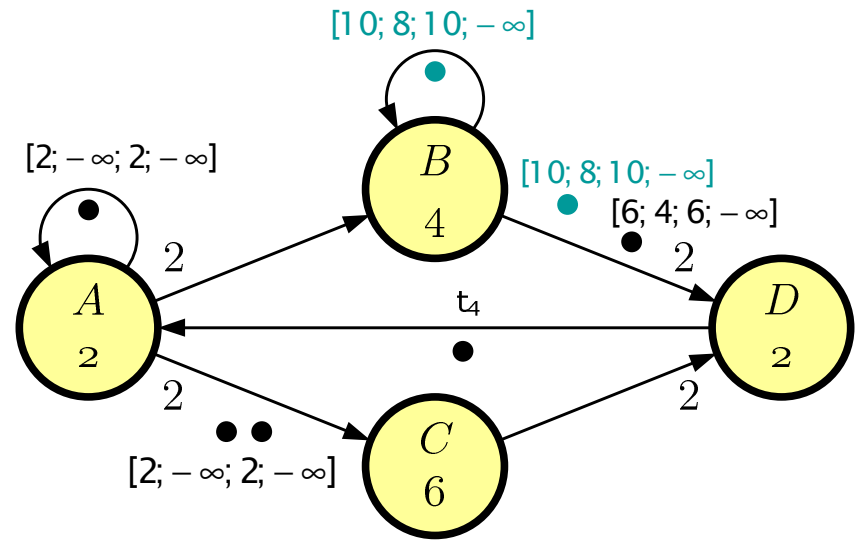 [10; 8; 10; − ∞]
[2; − ∞; 2; − ∞]
B
4
[10; 8; 10; − ∞]
[6; 4; 6; − ∞]
2
2
A
2
t₄
D
2
2
2
[2; − ∞; 2; − ∞]
C
6